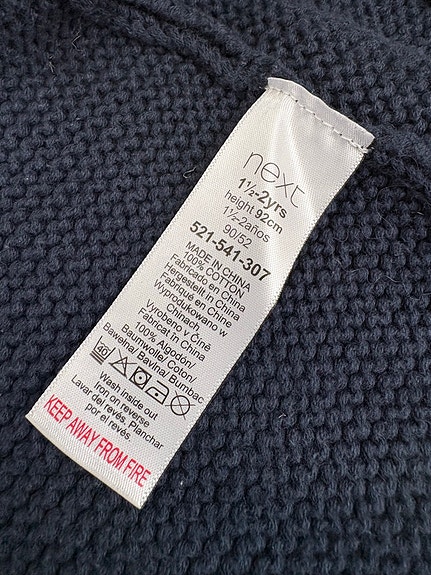 next
1½-2yrs
height 92cm
1½-2años
90/52
521-541-307
MADE IN CHINA
100% COTTON
Fabricado en China
Hergestellt in China
Fabriqué en Chine
Wyprodukowano w
Chinach
Vyrobeno v Číně
Fabricat în China
100% Algodón/
Baumwolle/Coton/
Bawełna/Bavlna/Bumbac
40
Wash inside out
Iron on reverse
Lavar del revés. Planchar
por el revés.
KEEP AWAY FROM FIRE